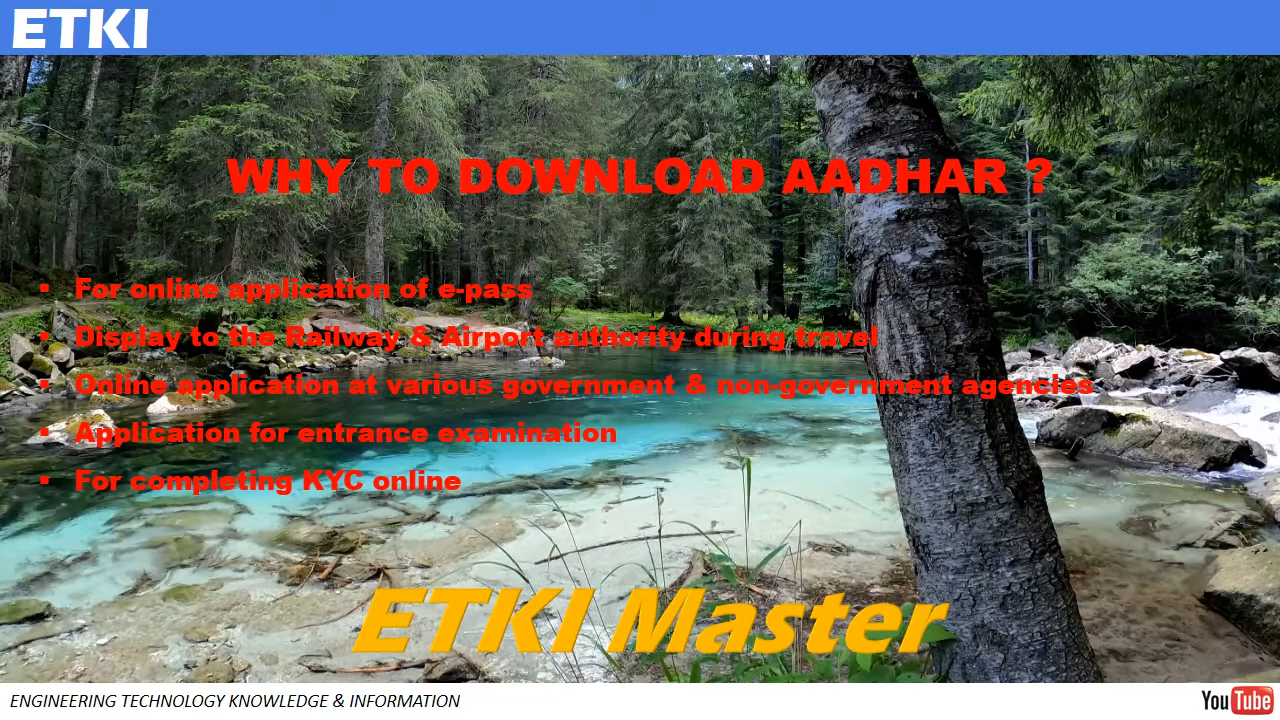 ETKI
WHY TO DOWNLOAD AADHAR ?
▪ For online application of e-pass
▪ Display to the Railway & Airport authority during travel
▪ Online application at various government & non-government agencies
▪ Application for entrance examination
▪ For completing KYC online
ETKI Master
ENGINEERING TECHNOLOGY KNOWLEDGE & INFORMATION
YouTube